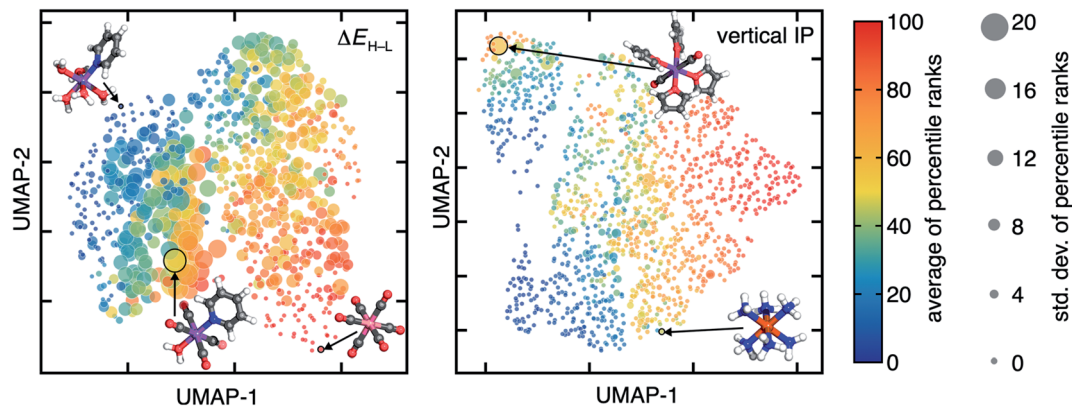 ΔE_H–L
UMAP-2
UMAP-1
vertical IP
UMAP-2
UMAP-1
100
80
60
40
20
0
average of percentile ranks
20
16
12
8
4
0
std. dev. of percentile ranks